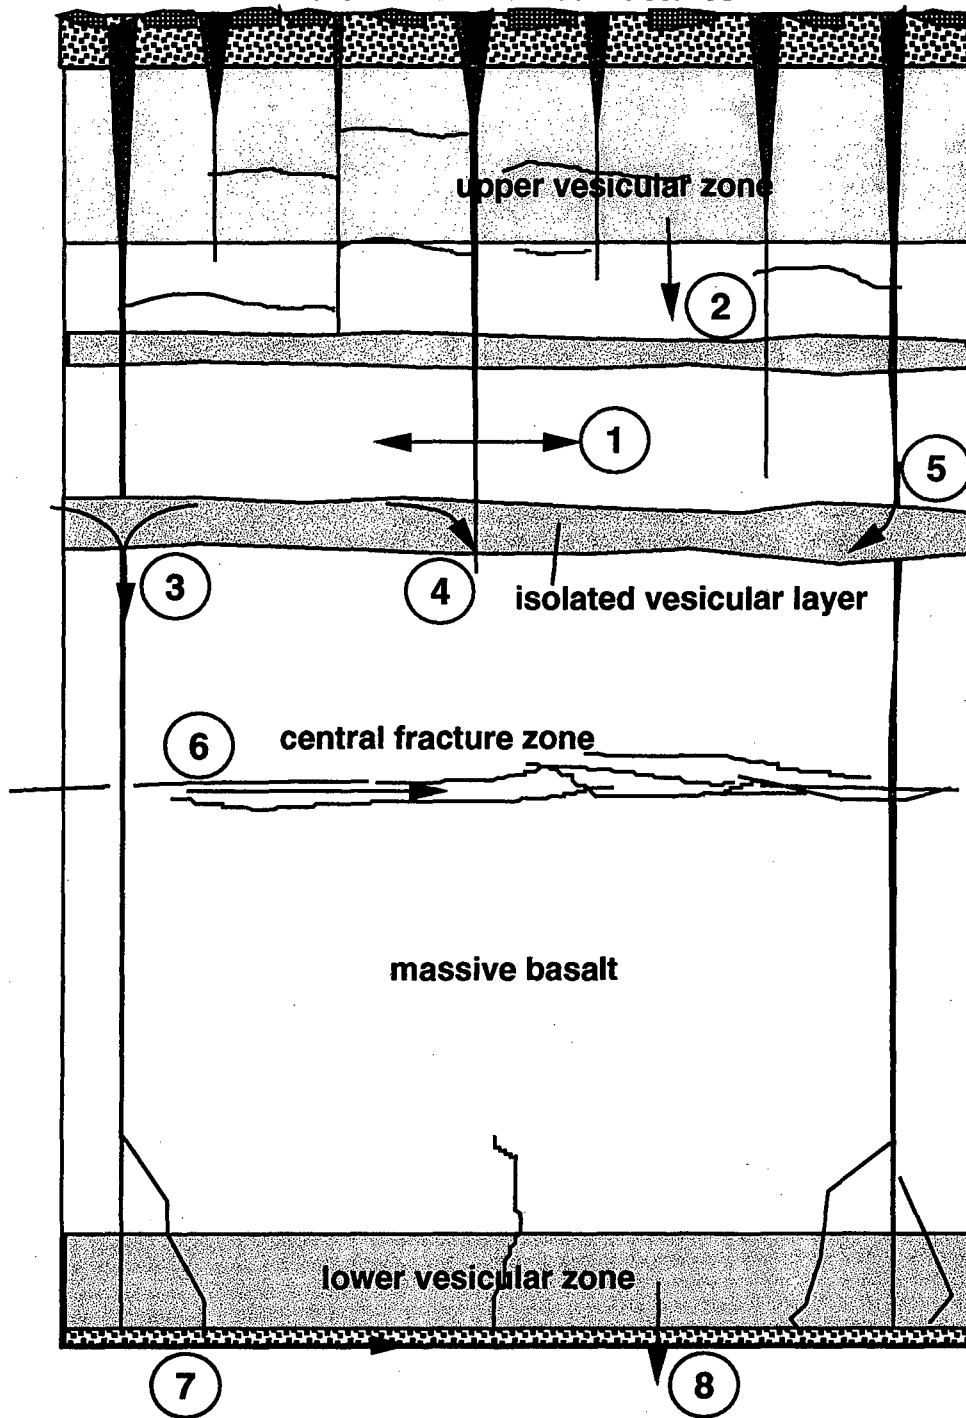 upper vesicular zone
2
1
5
3
4
isolated vesicular layer
6
central fracture zone
massive basalt
lower vesicular zone
7
8